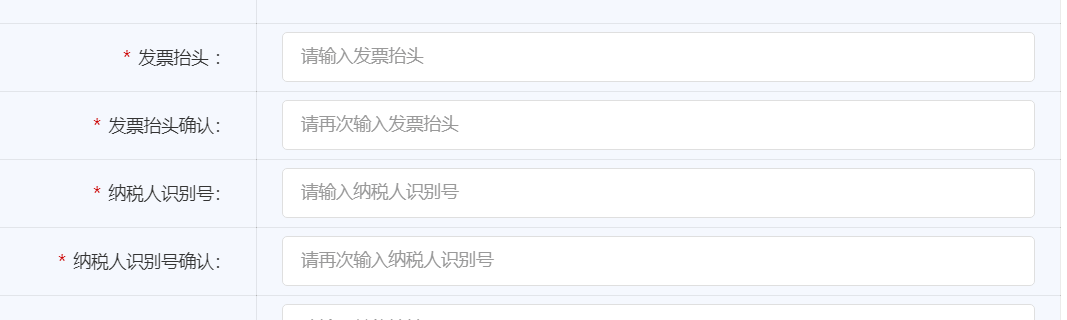 * 发票抬头 : 请输入发票抬头
* 发票抬头确认: 请再次输入发票抬头
* 纳税人识别号: 请输入纳税人识别号
* 纳税人识别号确认: 请再次输入纳税人识别号